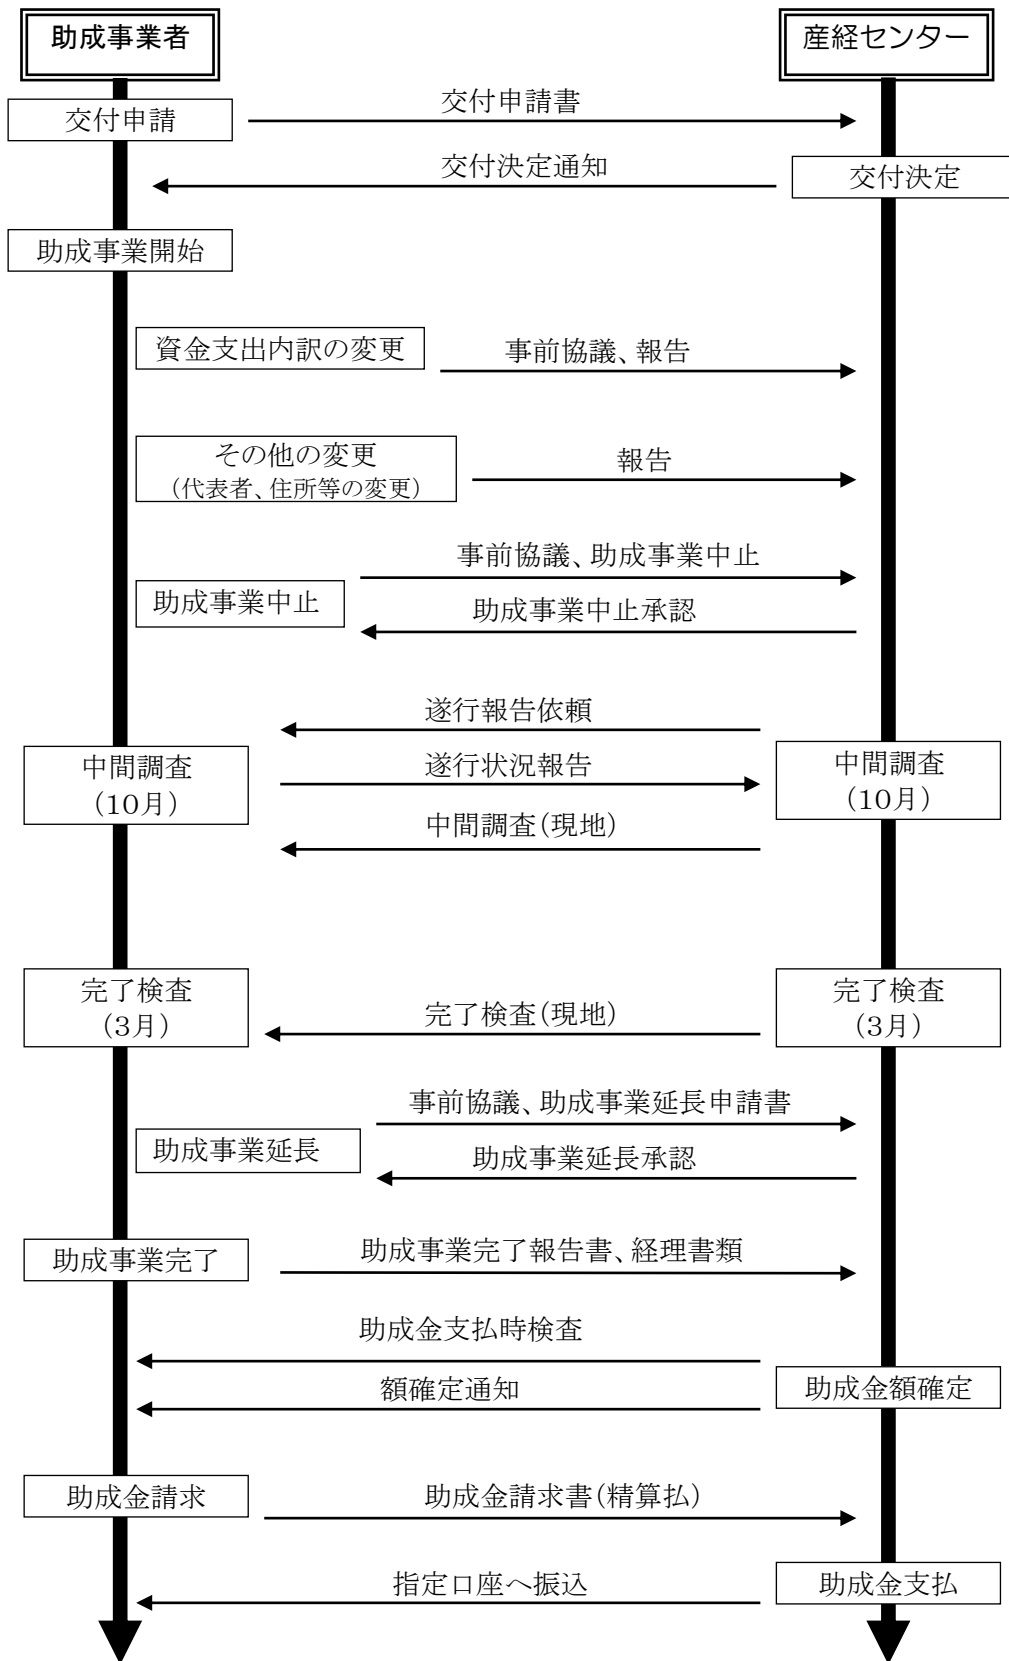 助成事業者
産経センター
交付申請
交付申請書
交付決定通知
交付決定
助成事業開始
資金支出内訳の変更
事前協議、報告
その他の変更
(代表者、住所等の変更)
報告
事前協議、助成事業中止
助成事業中止
助成事業中止承認
遂行報告依頼
中間調査
(10月)
遂行状況報告
中間調査
(10月)
中間調査(現地)
完了検査
(3月)
完了検査(現地)
完了検査
(3月)
事前協議、助成事業延長申請書
助成事業延長
助成事業延長承認
助成事業完了
助成事業完了報告書、経理書類
助成金支払時検査
額確定通知
助成金額確定
助成金請求
助成金請求書(精算払)
指定口座へ振込
助成金支払